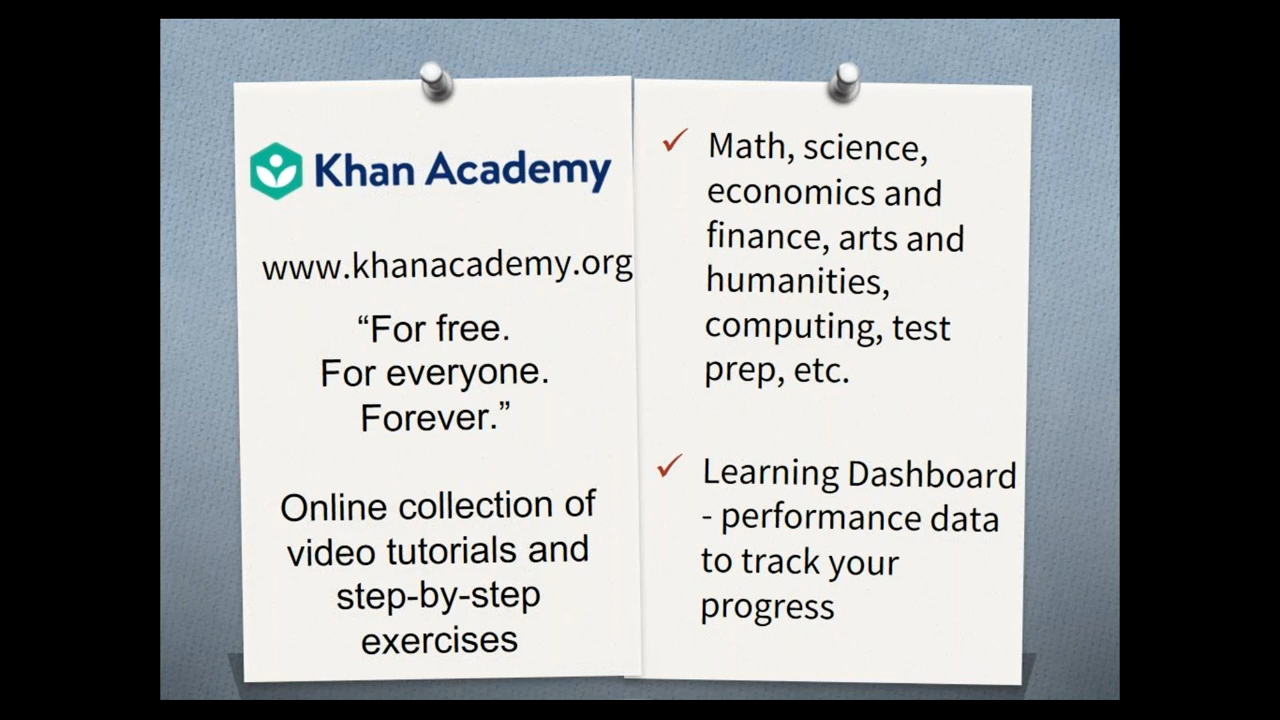 Khan Academy
www.khanacademy.org
“For free.
For everyone.
Forever.”
Online collection of
video tutorials and
step-by-step
exercises
Math, science,
economics and
finance, arts and
humanities,
computing, test
prep, etc.
Learning Dashboard
- performance data
to track your
progress